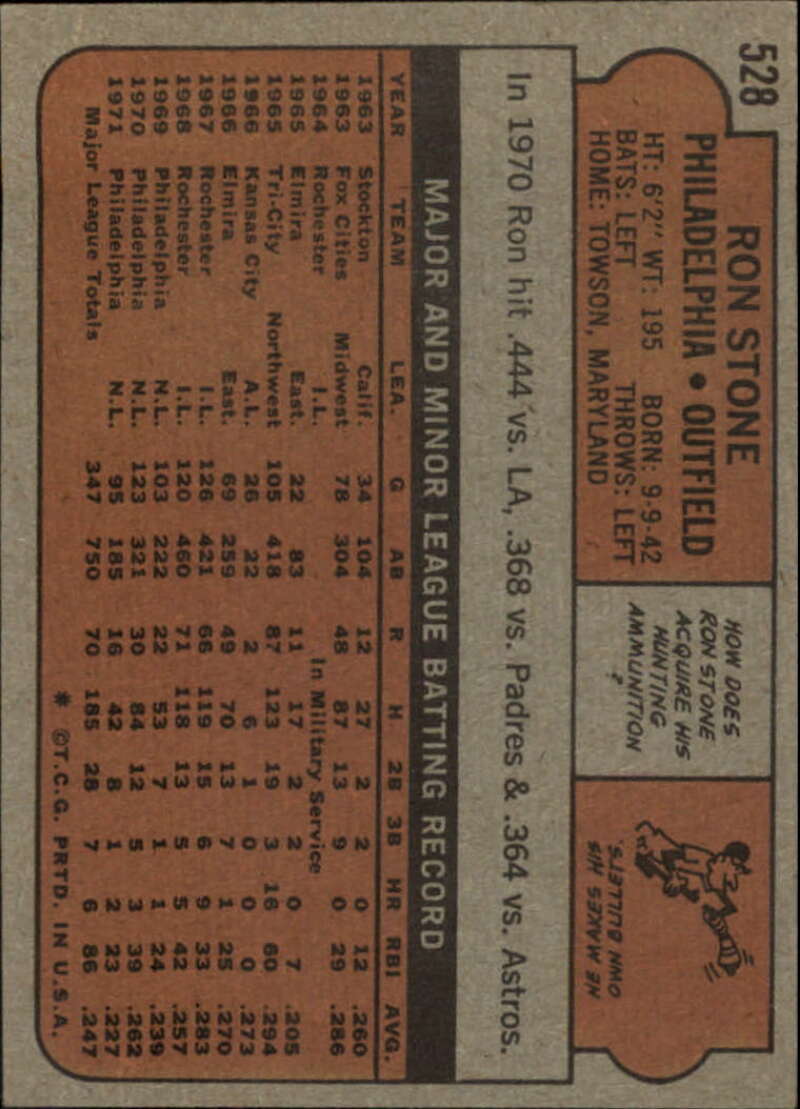 528
RON STONE
PHILADELPHIA • OUTFIELD
HT: 6'2" WT: 195 BORN: 9-9-42
BATS: LEFT THROWS: LEFT
HOME: TOWSON, MARYLAND
HOW DOES
RON STONE
ACQUIRE HIS
HUNTING
AMMUNITION
?
HE MAKES HIS
OWN BULLETS.
In 1970 Ron hit .444 vs. LA, .368 vs. Padres & .364 vs. Astros.
MAJOR AND MINOR LEAGUE BATTING RECORD
YEAR TEAM LEA. G AB R H 2B 3B HR RBI AVG.
1963 Stockton Calif. 34 104 12 27 2 2 0 12 .260
1963 Fox Cities Midwest 78 304 48 87 13 9 0 29 .286
1964 Rochester I.L. In Military Service
1965 Elmira East. 22 83 11 17 2 2 0 7 .205
1965 Tri-City Northwest 105 418 87 123 19 3 16 60 .294
1966 Kansas City A.L. 26 22 2 6 1 0 0 0 .273
1966 Elmira East. 69 259 49 70 13 7 1 25 .270
1967 Rochester I.L. 126 421 66 119 15 6 9 33 .283
1968 Rochester I.L. 120 460 71 118 13 5 5 42 .257
1969 Philadelphia N.L. 103 222 22 53 7 1 1 24 .239
1970 Philadelphia N.L. 123 321 30 84 12 5 3 39 .262
1971 Philadelphia N.L. 95 185 16 42 8 1 2 23 .227
Major League Totals 347 750 70 185 28 7 6 86 .247
* ©T.C.G. PRTD. IN U.S.A.